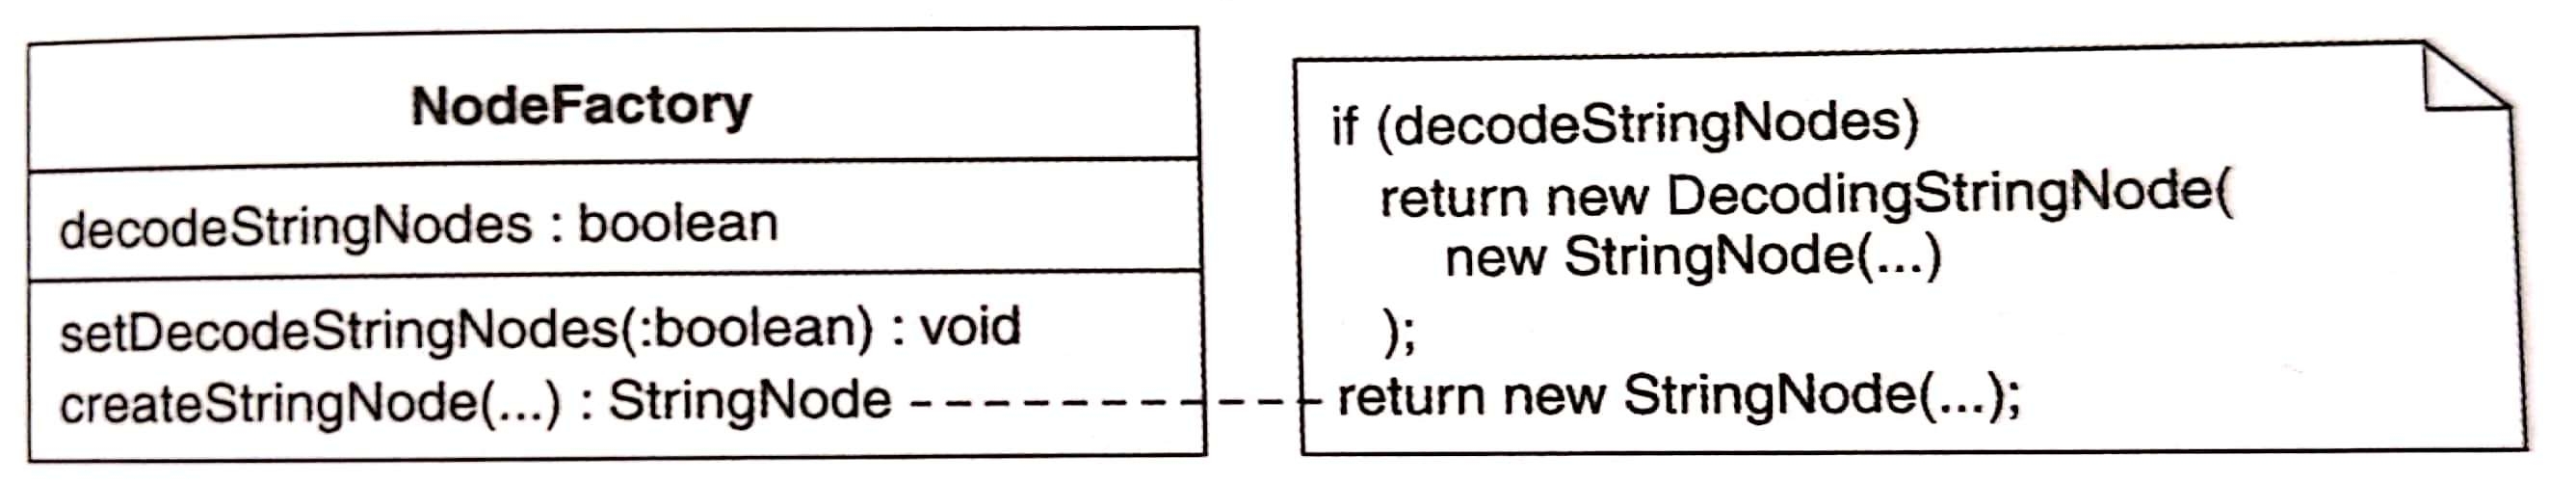 NodeFactory
decodeStringNodes : boolean
setDecodeStringNodes(:boolean) : void
createStringNode(...) : StringNode
if (decodeStringNodes)
return new DecodingStringNode(
new StringNode(...)
);
return new StringNode(...);